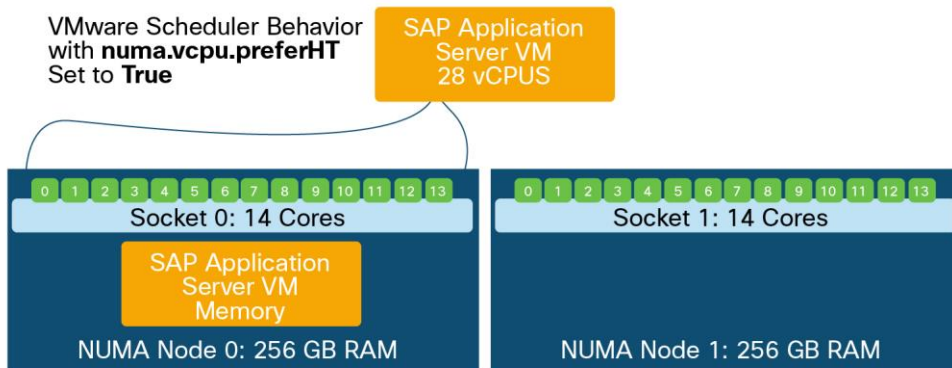 VMware Scheduler Behavior
with numa.vcpu.preferHT
Set to True
SAP Application
Server VM
28 vCPUS
0 1 2 3 4 5 6 7 8 9 10 11 12 13
Socket 0: 14 Cores
SAP Application
Server VM
Memory
NUMA Node 0: 256 GB RAM
0 1 2 3 4 5 6 7 8 9 10 11 12 13
Socket 1: 14 Cores
NUMA Node 1: 256 GB RAM